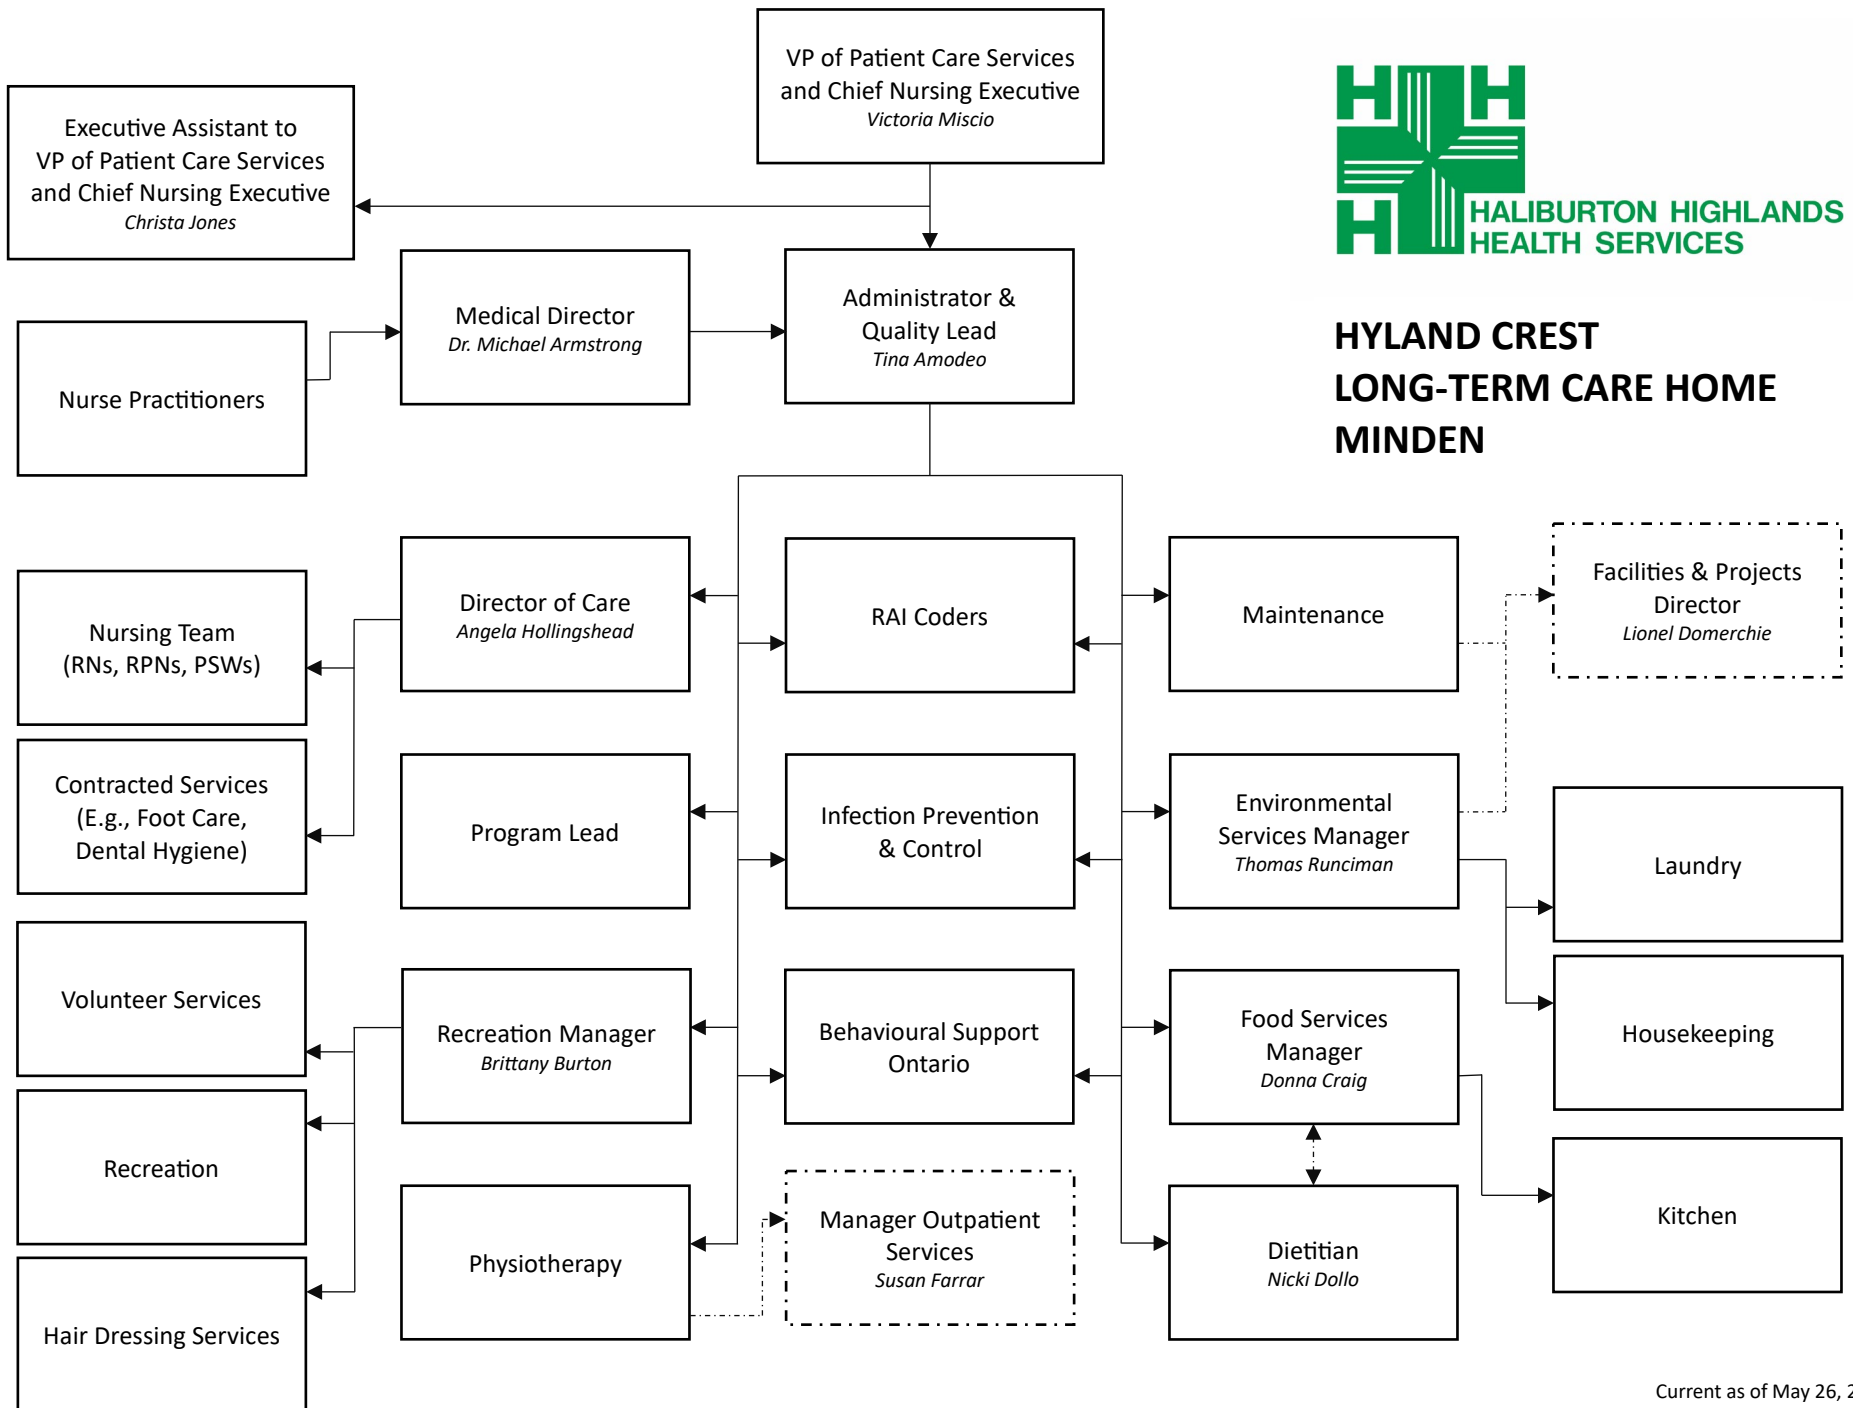 VP of Patient Care Services
and Chief Nursing Executive
Victoria Miscio
Executive Assistant to
VP of Patient Care Services
and Chief Nursing Executive
Christa Jones
H H
H
HALIBURTON HIGHLANDS
HEALTH SERVICES
HYLAND CREST
LONG-TERM CARE HOME
MINDEN
Nurse Practitioners
Medical Director
Dr. Michael Armstrong
Administrator &
Quality Lead
Tina Amodeo
Nursing Team
(RNs, RPNs, PSWs)
Director of Care
Angela Hollingshead
RAI Coders
Maintenance
Facilities & Projects
Director
Lionel Domerchie
Contracted Services
(E.g., Foot Care,
Dental Hygiene)
Program Lead
Infection Prevention
& Control
Environmental
Services Manager
Thomas Runciman
Laundry
Volunteer Services
Recreation Manager
Brittany Burton
Behavioural Support
Ontario
Food Services
Manager
Donna Craig
Housekeeping
Recreation
Physiotherapy
Manager Outpatient
Services
Susan Farrar
Dietitian
Nicki Dollo
Kitchen
Hair Dressing Services
Current as of May 26,